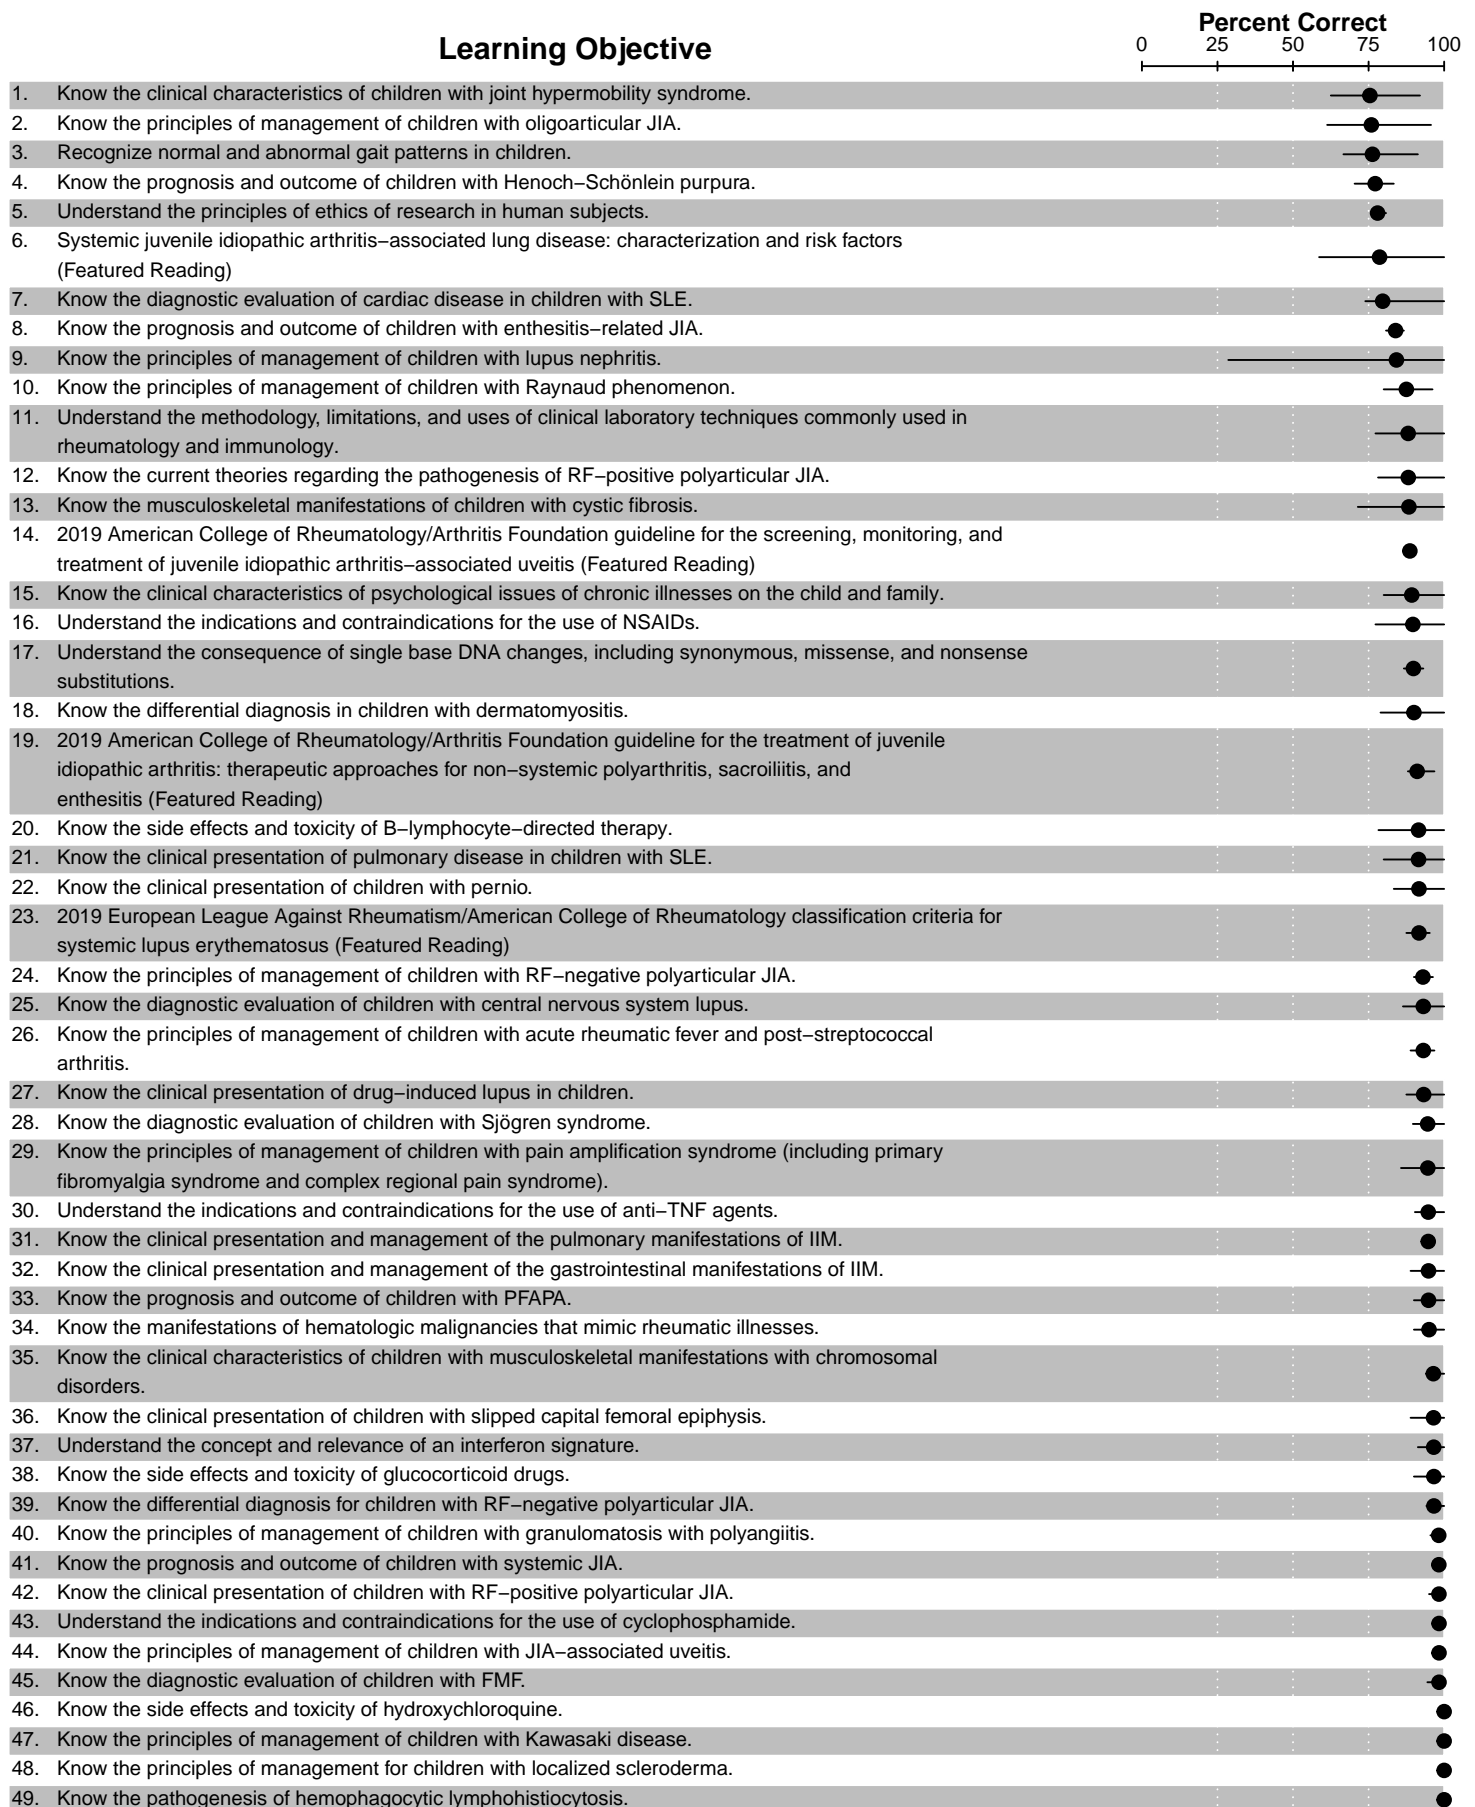 Percent Correct
Learning Objective
0 25 50 75 100
1. Know the clinical characteristics of children with joint hypermobility syndrome.
2. Know the principles of management of children with oligoarticular JIA.
3. Recognize normal and abnormal gait patterns in children.
4. Know the prognosis and outcome of children with Henoch−Schönlein purpura.
5. Understand the principles of ethics of research in human subjects.
6. Systemic juvenile idiopathic arthritis−associated lung disease: characterization and risk factors
(Featured Reading)
7. Know the diagnostic evaluation of cardiac disease in children with SLE.
8. Know the prognosis and outcome of children with enthesitis−related JIA.
9. Know the principles of management of children with lupus nephritis.
10. Know the principles of management of children with Raynaud phenomenon.
11. Understand the methodology, limitations, and uses of clinical laboratory techniques commonly used in
rheumatology and immunology.
12. Know the current theories regarding the pathogenesis of RF−positive polyarticular JIA.
13. Know the musculoskeletal manifestations of children with cystic fibrosis.
14. 2019 American College of Rheumatology/Arthritis Foundation guideline for the screening, monitoring, and
treatment of juvenile idiopathic arthritis−associated uveitis (Featured Reading)
15. Know the clinical characteristics of psychological issues of chronic illnesses on the child and family.
16. Understand the indications and contraindications for the use of NSAIDs.
17. Understand the consequence of single base DNA changes, including synonymous, missense, and nonsense
substitutions.
18. Know the differential diagnosis in children with dermatomyositis.
19. 2019 American College of Rheumatology/Arthritis Foundation guideline for the treatment of juvenile
idiopathic arthritis: therapeutic approaches for non−systemic polyarthritis, sacroiliitis, and
enthesitis (Featured Reading)
20. Know the side effects and toxicity of B−lymphocyte−directed therapy.
21. Know the clinical presentation of pulmonary disease in children with SLE.
22. Know the clinical presentation of children with pernio.
23. 2019 European League Against Rheumatism/American College of Rheumatology classification criteria for
systemic lupus erythematosus (Featured Reading)
24. Know the principles of management of children with RF−negative polyarticular JIA.
25. Know the diagnostic evaluation of children with central nervous system lupus.
26. Know the principles of management of children with acute rheumatic fever and post−streptococcal
arthritis.
27. Know the clinical presentation of drug−induced lupus in children.
28. Know the diagnostic evaluation of children with Sjögren syndrome.
29. Know the principles of management of children with pain amplification syndrome (including primary
fibromyalgia syndrome and complex regional pain syndrome).
30. Understand the indications and contraindications for the use of anti−TNF agents.
31. Know the clinical presentation and management of the pulmonary manifestations of IIM.
32. Know the clinical presentation and management of the gastrointestinal manifestations of IIM.
33. Know the prognosis and outcome of children with PFAPA.
34. Know the manifestations of hematologic malignancies that mimic rheumatic illnesses.
35. Know the clinical characteristics of children with musculoskeletal manifestations with chromosomal
disorders.
36. Know the clinical presentation of children with slipped capital femoral epiphysis.
37. Understand the concept and relevance of an interferon signature.
38. Know the side effects and toxicity of glucocorticoid drugs.
39. Know the differential diagnosis for children with RF−negative polyarticular JIA.
40. Know the principles of management of children with granulomatosis with polyangiitis.
41. Know the prognosis and outcome of children with systemic JIA.
42. Know the clinical presentation of children with RF−positive polyarticular JIA.
43. Understand the indications and contraindications for the use of cyclophosphamide.
44. Know the principles of management of children with JIA−associated uveitis.
45. Know the diagnostic evaluation of children with FMF.
46. Know the side effects and toxicity of hydroxychloroquine.
47. Know the principles of management of children with Kawasaki disease.
48. Know the principles of management for children with localized scleroderma.
49. Know the pathogenesis of hemophagocytic lymphohistiocytosis.